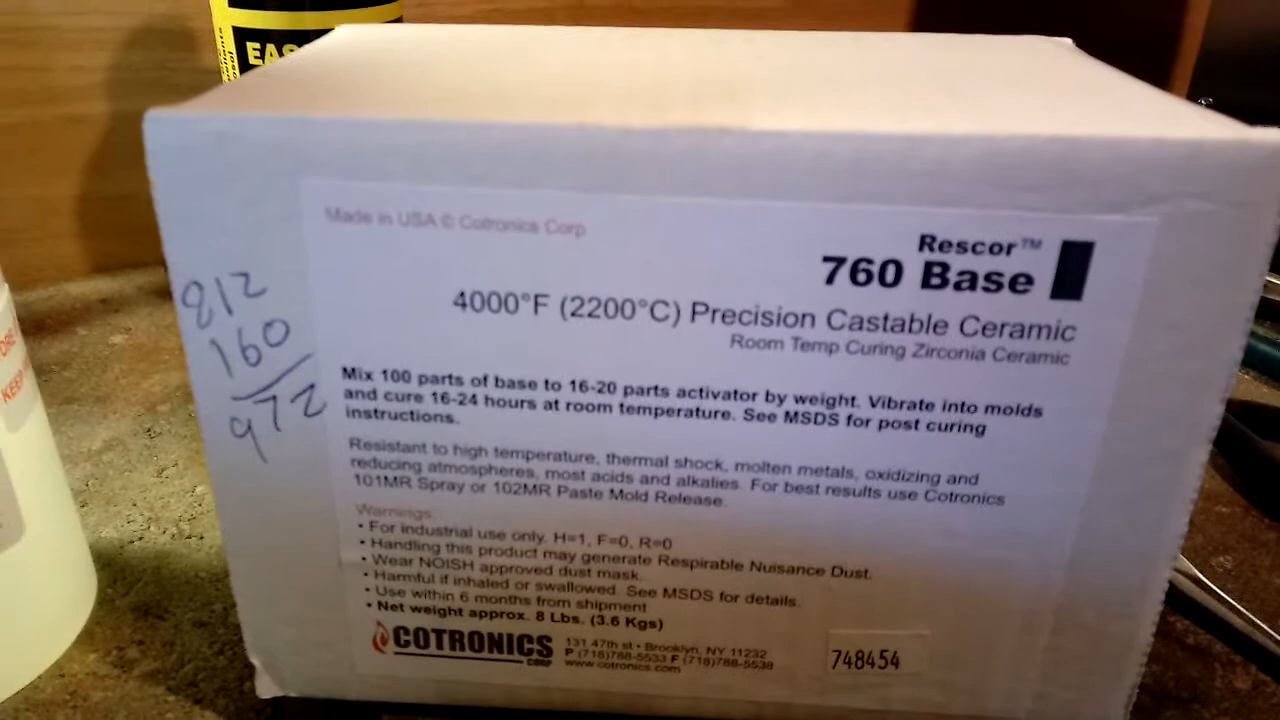 EAS
Made in USA © Cotronics Corp
Rescor™
760 Base
4000°F (2200°C) Precision Castable Ceramic
Room Temp Curing Zirconia Ceramic
812
160
972
Mix 100 parts of base to 16-20 parts activator by weight. Vibrate into molds
and cure 16-24 hours at room temperature. See MSDS for post curing
instructions.
Resistant to high temperature, thermal shock, molten metals, oxidizing and
reducing atmospheres, most acids and alkalies. For best results use Cotronics
101MR Spray or 102MR Paste Mold Release.
Warnings:
• For industrial use only. H=1, F=0, R=0
• Handling this product may generate Respirable Nuisance Dust.
• Wear NOISH approved dust mask.
• Harmful if inhaled or swallowed. See MSDS for details.
• Use within 6 months from shipment
• Net weight approx. 8 Lbs. (3.6 Kgs)
COTRONICS
CORP
131 47th st • Brooklyn, NY 11232
P (718)788-5533 F (718)788-5538
www.cotronics.com
748454